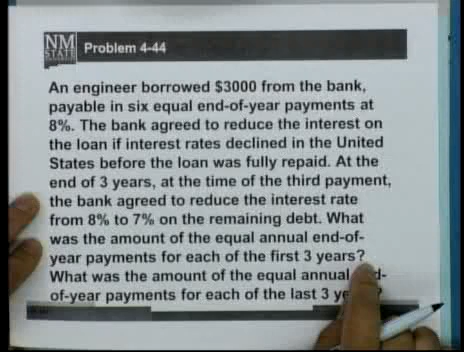 NM
STATE
Problem 4-44
An engineer borrowed $3000 from the bank,
payable in six equal end-of-year payments at
8%. The bank agreed to reduce the interest on
the loan if interest rates declined in the United
States before the loan was fully repaid. At the
end of 3 years, at the time of the third payment,
the bank agreed to reduce the interest rate
from 8% to 7% on the remaining debt. What
was the amount of the equal annual end-of-
year payments for each of the first 3 years?
What was the amount of the equal annual
of-year payments for each of the last 3